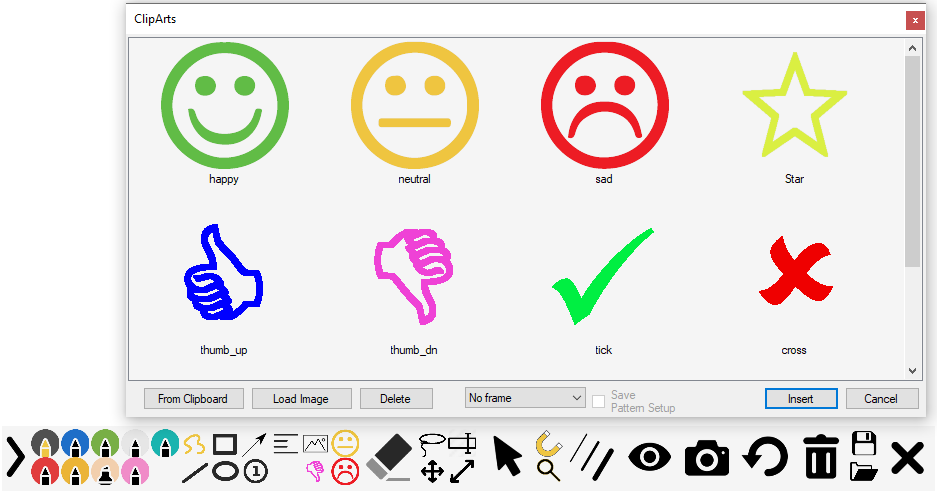 ClipArts
x
happy
neutral
sad
Star
thumb_up
thumb_dn
tick
cross
From Clipboard
Load Image
Delete
No frame
Save
Pattern Setup
Insert
Cancel
1